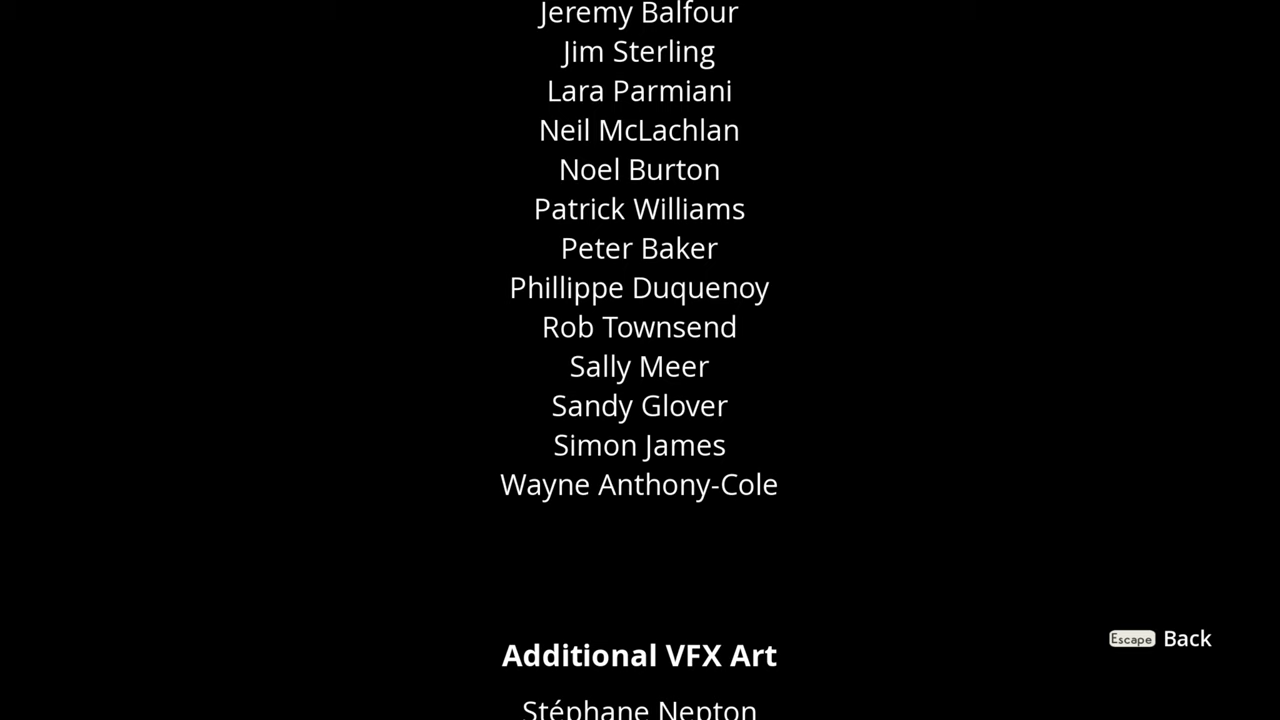 Jeremy Balfour
Jim Sterling
Lara Parmiani
Neil McLachlan
Noel Burton
Patrick Williams
Peter Baker
Phillippe Duquenoy
Rob Townsend
Sally Meer
Sandy Glover
Simon James
Wayne Anthony-Cole
Escape Back
Additional VFX Art
Stéphane Nepton